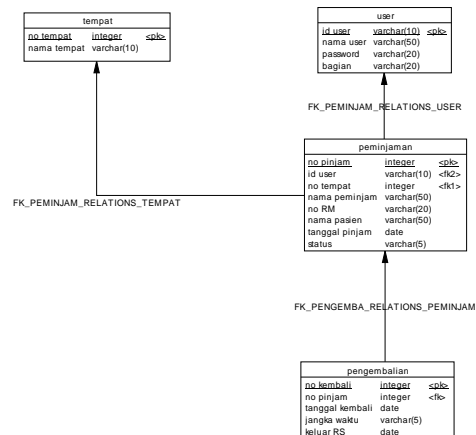 tempat
no tempat integer <pk>
nama tempat varchar(10)
user
id user varchar(10) <pk>
nama user varchar(50)
password varchar(20)
bagian varchar(20)
FK_PEMINJAM_RELATIONS_USER
peminjaman
no pinjam integer <pk>
id user varchar(10) <fk2>
no tempat integer <fk1>
nama peminjam varchar(50)
no RM varchar(20)
nama pasien varchar(50)
tanggal pinjam date
status varchar(5)
FK_PEMINJAM_RELATIONS_TEMPAT
FK_PENGEMBA_RELATIONS_PEMINJAM
pengembalian
no kembali integer <pk>
no pinjam integer <fk>
tanggal kembali date
jangka waktu varchar(5)
keluar RS date